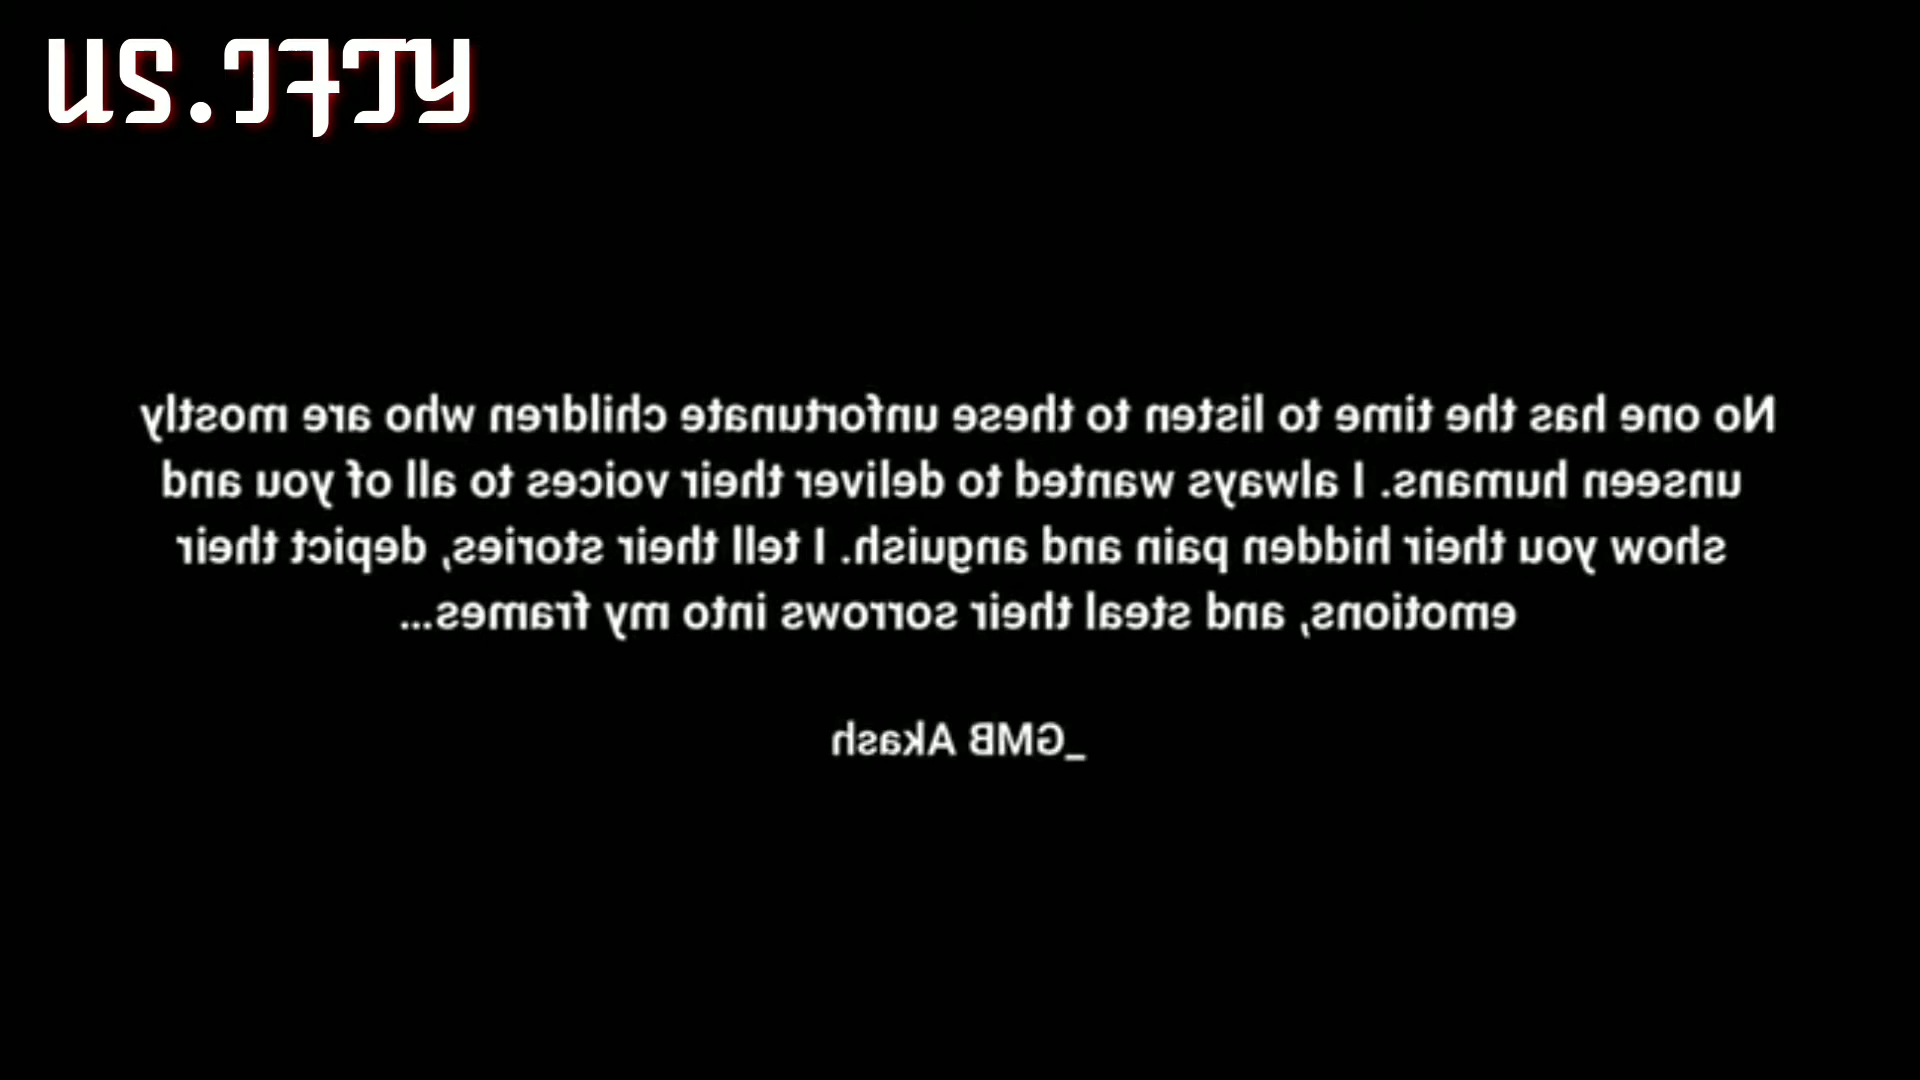 us.IFTY
No one has the time to listen to these unfortunate children who are mostly
unseen humans. I always wanted to deliver their voices to all of you and
show you their hidden pain and anguish. I tell their stories, depict their
emotions, and steal their sorrows into my frames...
_GMB Akash